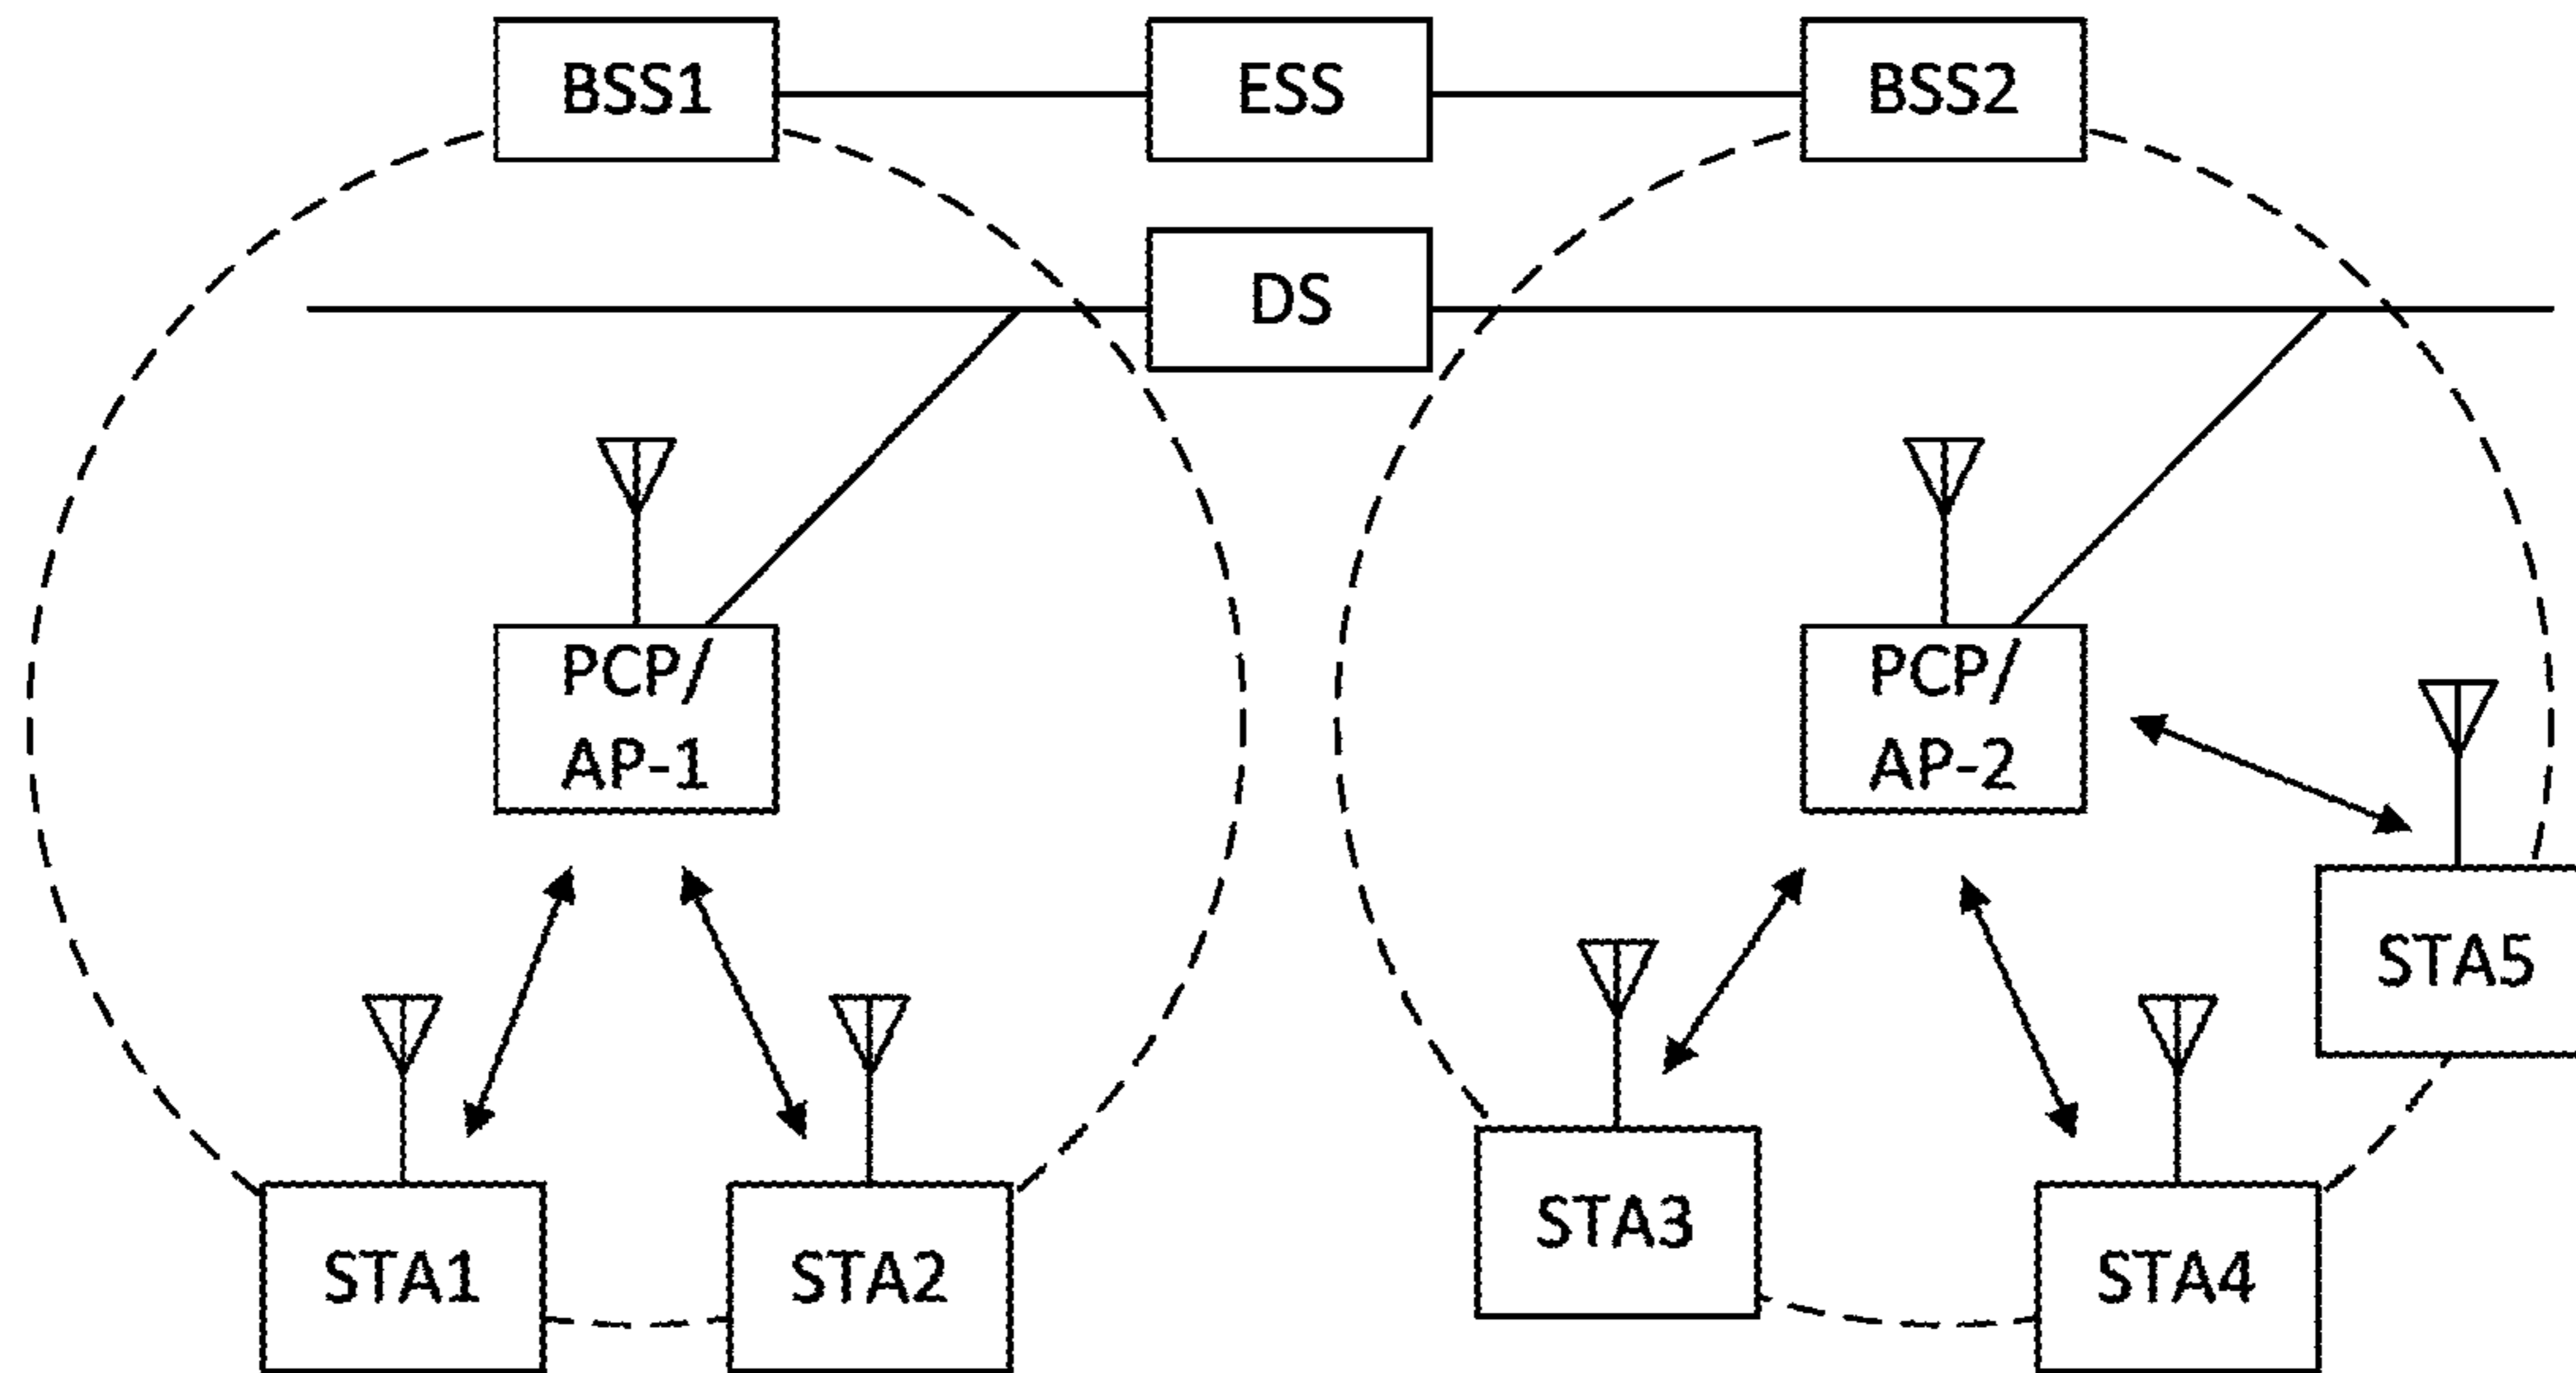 BSS1
ESS
BSS2
DS
PCP/
AP-1
PCP/
AP-2
STA5
STA3
STA1
STA2
STA4